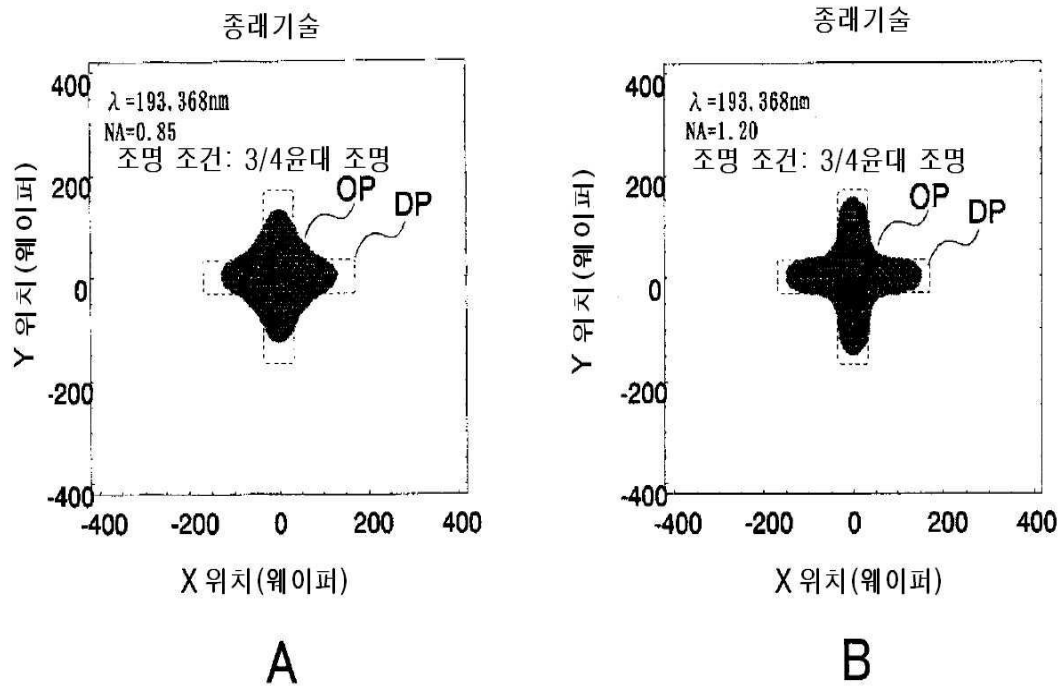 종래기술
400
λ=193.368nm
NA=0.85
조명 조건: 3/4윤대 조명
200
OP
DP
0
-200
-400
Y 위치(웨이퍼)
-400 -200 0 200 400
X 위치(웨이퍼)
A
종래기술
400
λ=193.368nm
NA=1.20
조명 조건: 3/4윤대 조명
200
OP
DP
0
-200
-400
Y 위치(웨이퍼)
-400 -200 0 200 400
X 위치(웨이퍼)
B